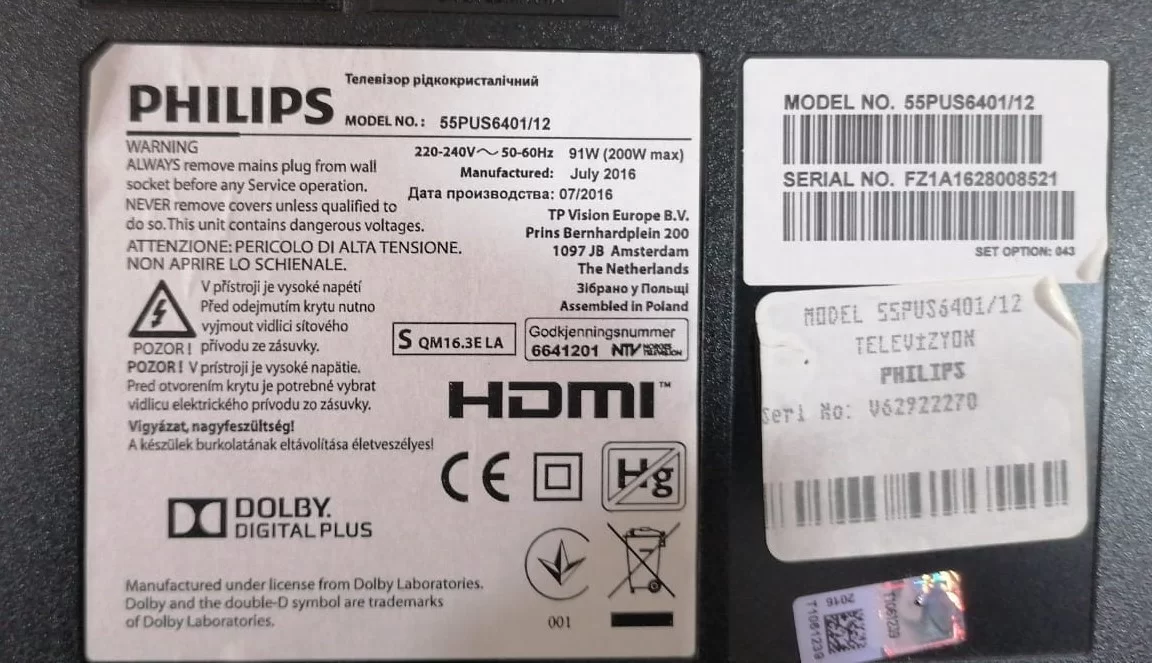 Телевізор рідкокристалічний
PHILIPS
MODEL NO.: 55PUS6401/12
WARNING
ALWAYS remove mains plug from wall
socket before any Service operation.
NEVER remove covers unless qualified to
do so. This unit contains dangerous voltages.
ATTENZIONE: PERICOLO DI ALTA TENSIONE.
NON APRIRE LO SCHIENALE.
220-240V~ 50-60Hz 91W (200W max)
Manufactured: July 2016
Дата производства: 07/2016
TP Vision Europe B.V.
Prins Bernhardplein 200
1097 JB Amsterdam
The Netherlands
Зібрано у Польщі
Assembled in Poland
V přístroji je vysoké napětí
Před odejmutím krytu nutno
vyjmout vidlici síťového
POZOR! přívodu ze zásuvky.
POZOR! V prístroji je vysoké napätie.
Pred otvorením krytu je potrebné vybrat
vidlicu elektrického prívodu zo zásuvky.
Vigyázat, nagyfeszültség!
A készülek burkolatának eltávolítása életveszélyes!
S QM16.3E LA
Godkjenningsnummer
6641201 NTV NORGES TELEVISJON
HDMI™
CE
Hg
DOLBY.
DIGITAL PLUS
Manufactured under license from Dolby Laboratories.
Dolby and the double-D symbol are trademarks
of Dolby Laboratories.
001
MODEL NO. 55PUS6401/12
SERIAL NO. FZ1A1628008521
SET OPTION: 043
MODEL 55PUS6401/12
TELEVİZYON
PHILIPS
Seri No: V62922270
2016
T1061239
T1061239